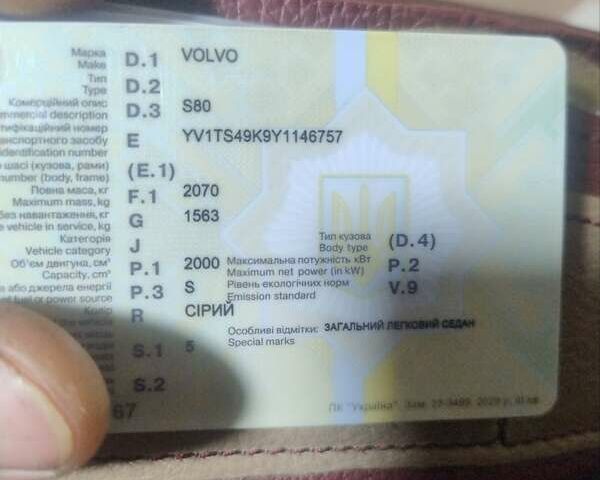 Марка D.1 VOLVO
Make
Тип D.2
Type
Комерційний опис D.3 S80
mmercial description
тифікаційний номер E YV1TS49K9Y1146757
анспортного засобу
identification number
шасі (кузова, рами) (E.1)
number (body, frame)
Повна маса, кг F.1 2070
Maximum mass, kg
без навантаження, кг G 1563
vehicle in service, kg
Категорія J
Vehicle category
Тип кузова (D.4)
Body type
Об'єм двигуна, см³ P.1 2000 Максимальна потужність кВт P.2
Capacity, cm³ Maximum net power (in kW)
або джерела енергії P.3 S Рівень екологічних норм V.9
of fuel or power source Emission standard
R СІРИЙ
Особливі відмітки: ЗАГАЛЬНИЙ ЛЕГКОВИЙ СЕДАН
Special marks
S.1 5
S.2
67
ПК "Україна".